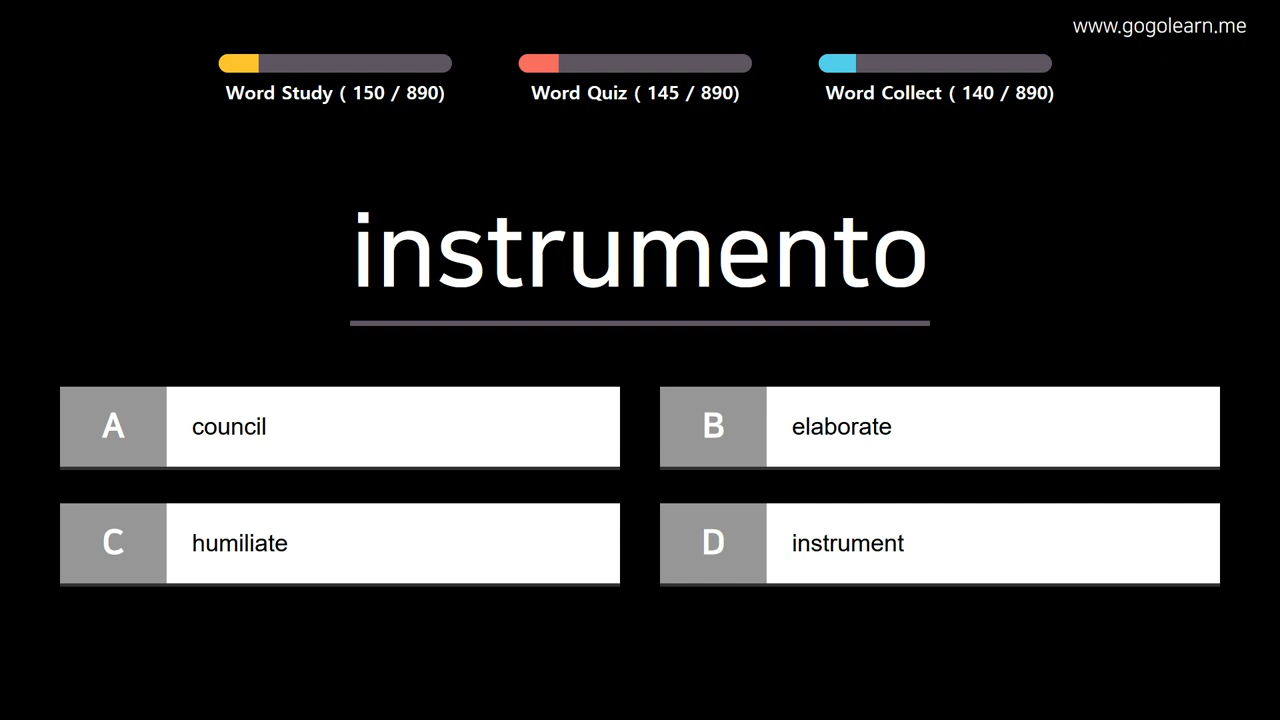 www.gogolearn.me
Word Study ( 150 / 890)
Word Quiz ( 145 / 890)
Word Collect ( 140 / 890)
instrumento
A council
B elaborate
C humiliate
D instrument